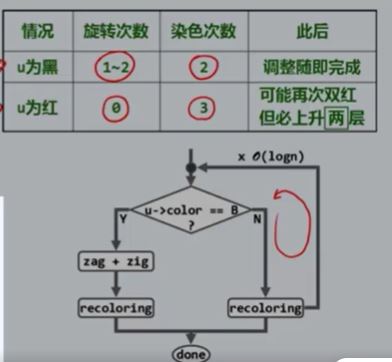 情况 旋转次数 染色次数 此后
u为黑 1~2 2 调整随即完成
u为红 0 3 可能再次双红
但必上升两层
x O(logn)
u->color == B
?
Y N
zag + zig
recoloring recoloring
done